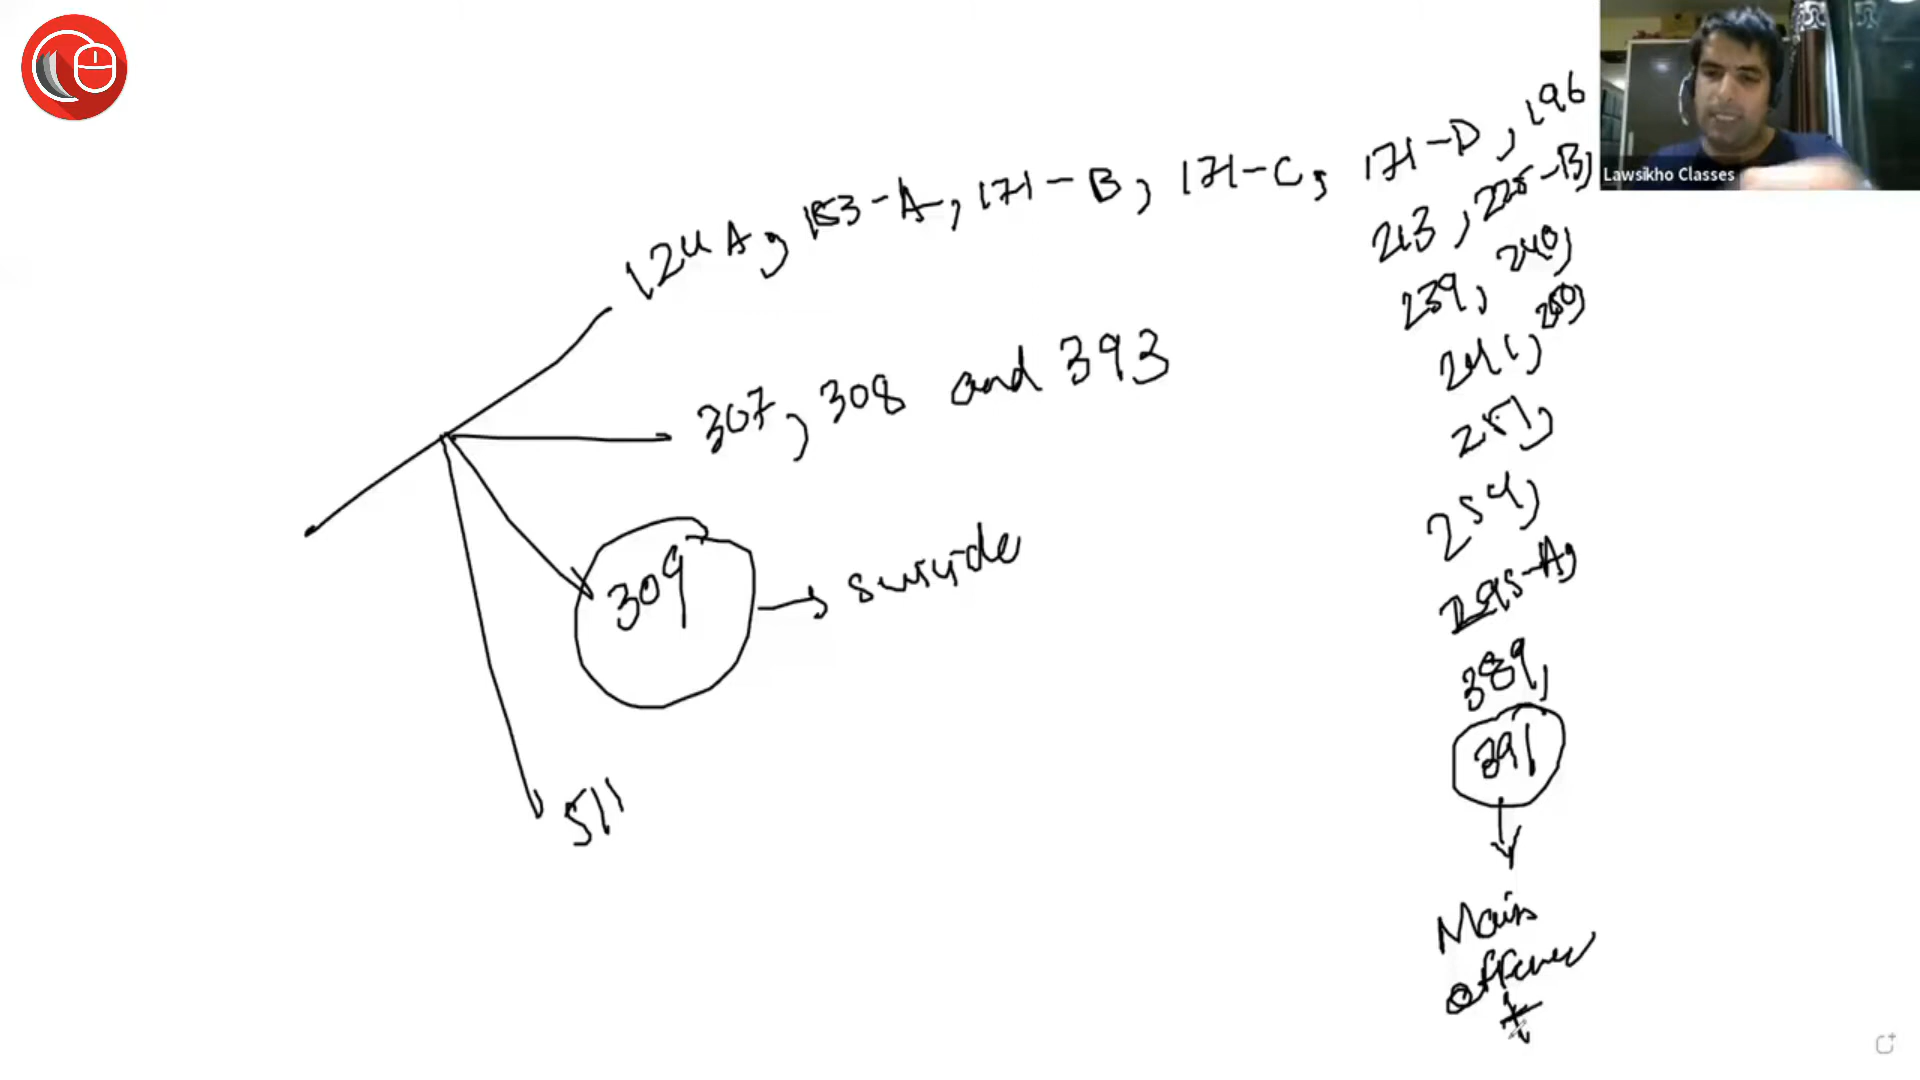 124A, 153-A, 171-B, 171-C, 171-D, 196
213, 225-B,
239, 240,
241, 250,
251,
254,
295-A,
389,
391
Main
offence
+
307, 308 and 393
309 → suicide
511
Lawsikho Classes